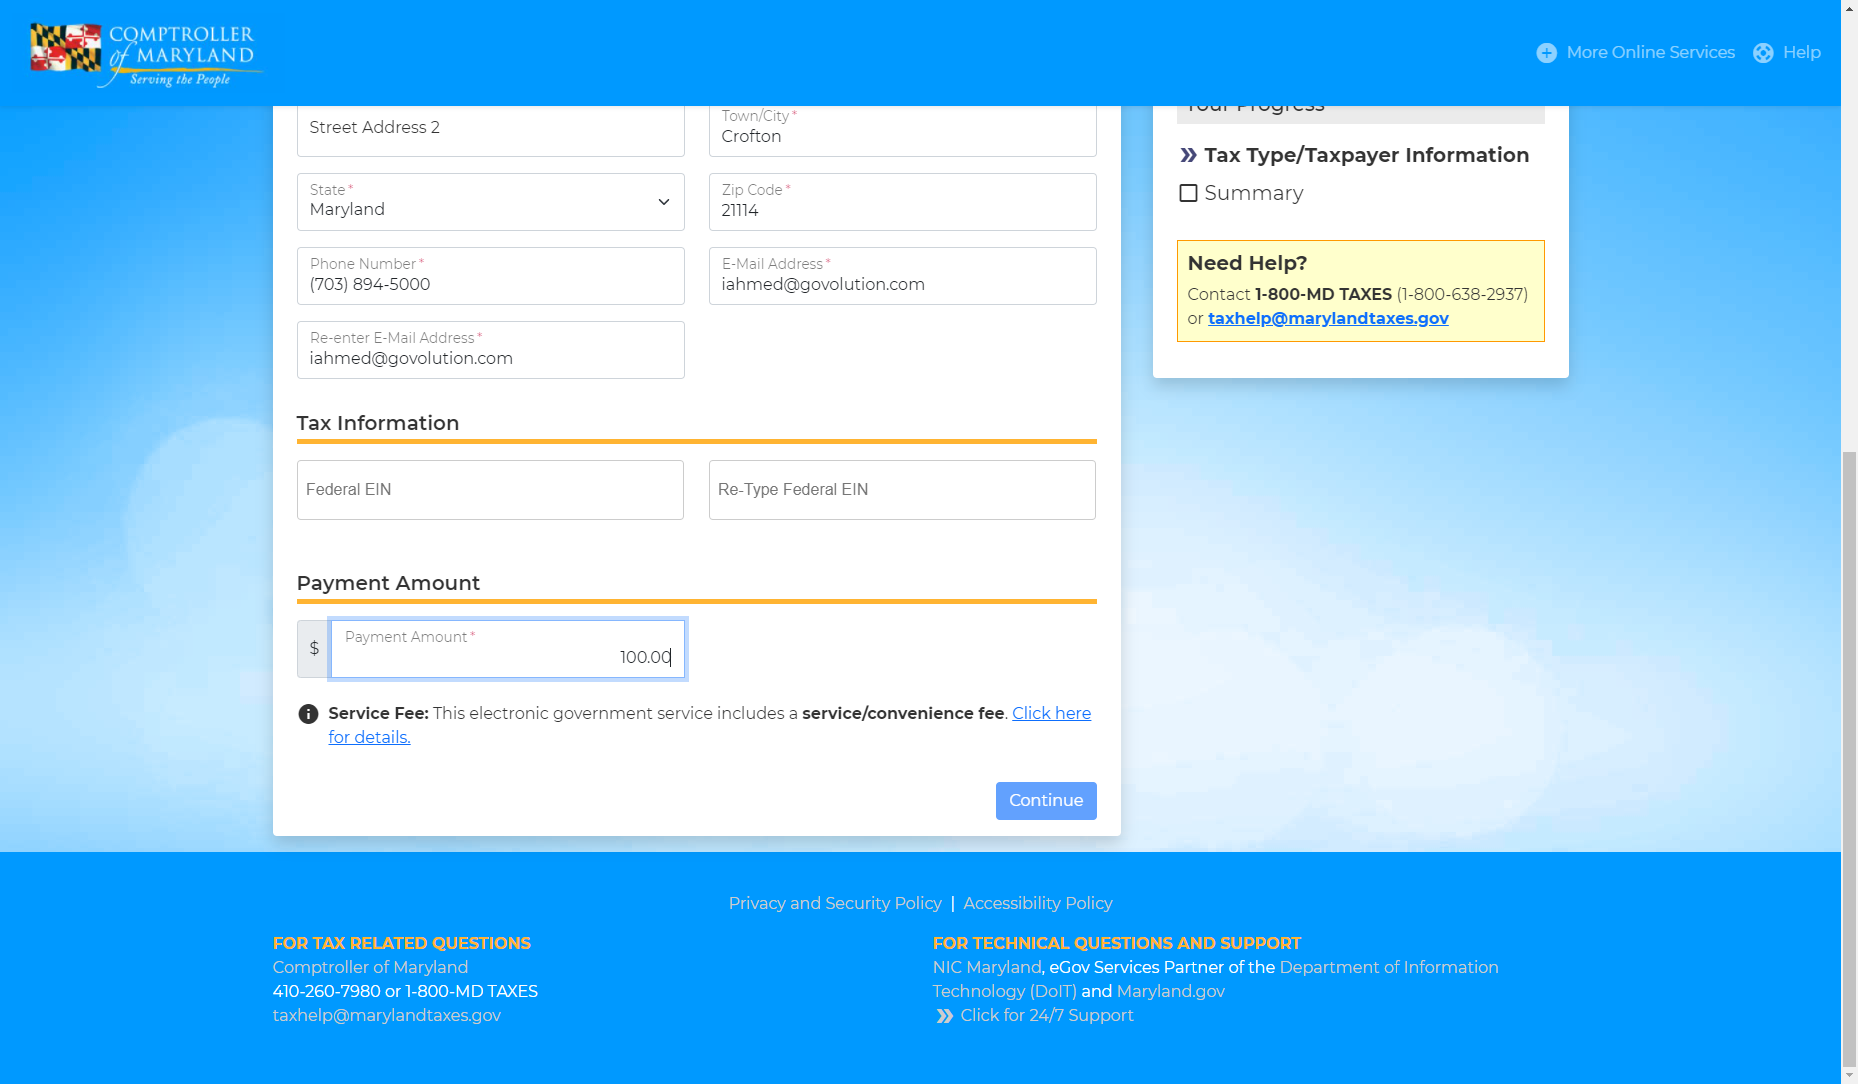 COMPTROLLER
of MARYLAND
Serving the People
More Online Services
Help
Street Address 2
Town/City *
Crofton
State *
Maryland
Zip Code *
21114
Phone Number *
(703) 894-5000
E-Mail Address *
iahmed@govolution.com
Re-enter E-Mail Address *
iahmed@govolution.com
Tax Information
Federal EIN
Re-Type Federal EIN
Payment Amount
$
Payment Amount *
100.00
Service Fee: This electronic government service includes a service/convenience fee. Click here
for details.
Continue
Your Progress
Tax Type/Taxpayer Information
Summary
Need Help?
Contact 1-800-MD TAXES (1-800-638-2937)
or taxhelp@marylandtaxes.gov
Privacy and Security Policy | Accessibility Policy
FOR TAX RELATED QUESTIONS
Comptroller of Maryland
410-260-7980 or 1-800-MD TAXES
taxhelp@marylandtaxes.gov
FOR TECHNICAL QUESTIONS AND SUPPORT
NIC Maryland, eGov Services Partner of the Department of Information
Technology (DoIT) and Maryland.gov
Click for 24/7 Support